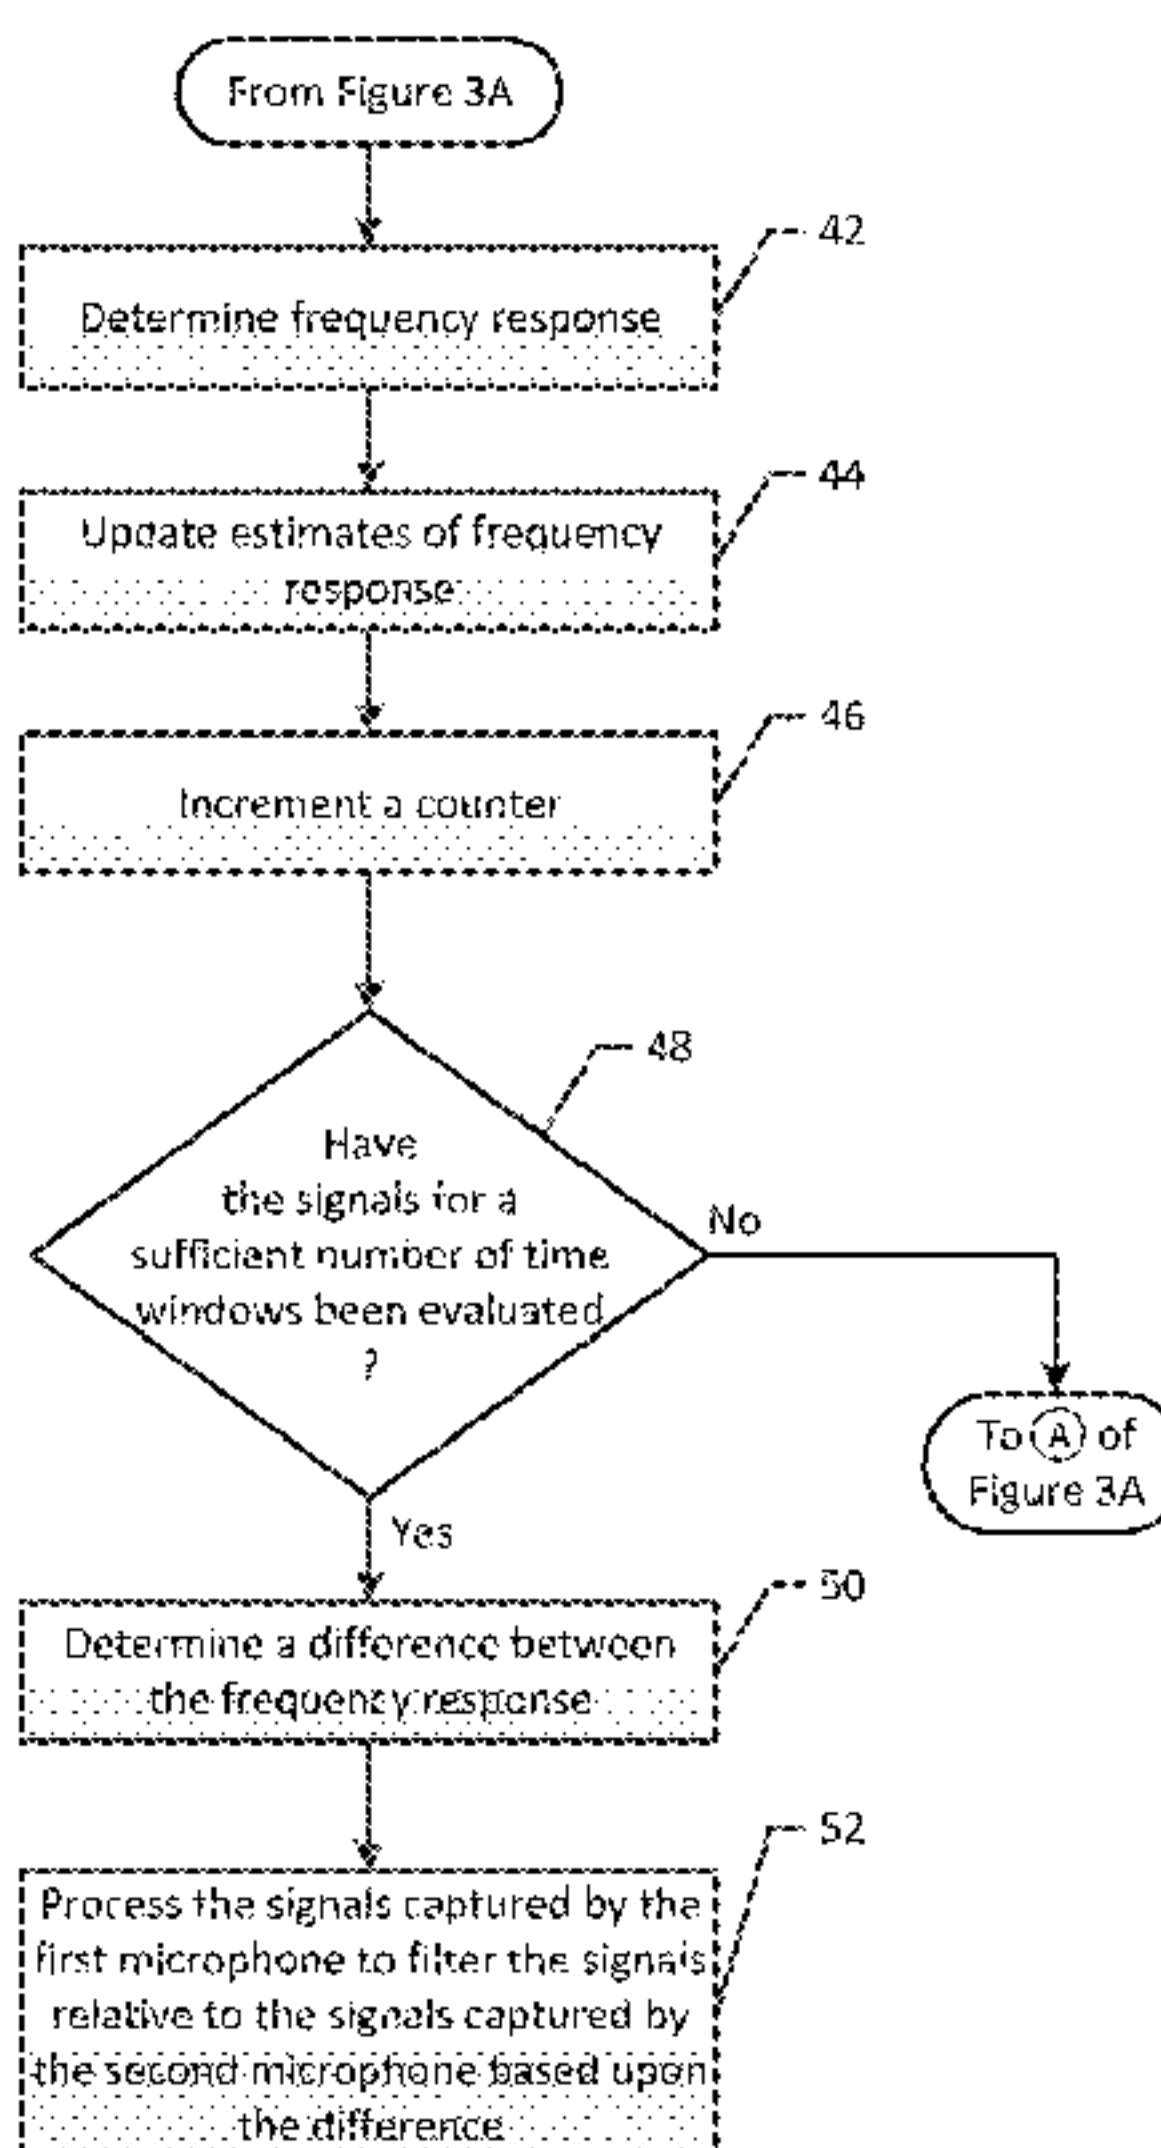 From Figure 3A
42
Determine frequency response
44
Update estimates of frequency
response
46
Increment a counter
48
Have
the signals for a
sufficient number of time
windows been evaluated
?
No
To A of
Figure 3A
Yes
50
Determine a difference between
the frequency response
52
Process the signals captured by the
first microphone to filter the signals
relative to the signals captured by
the second microphone based upon
the difference